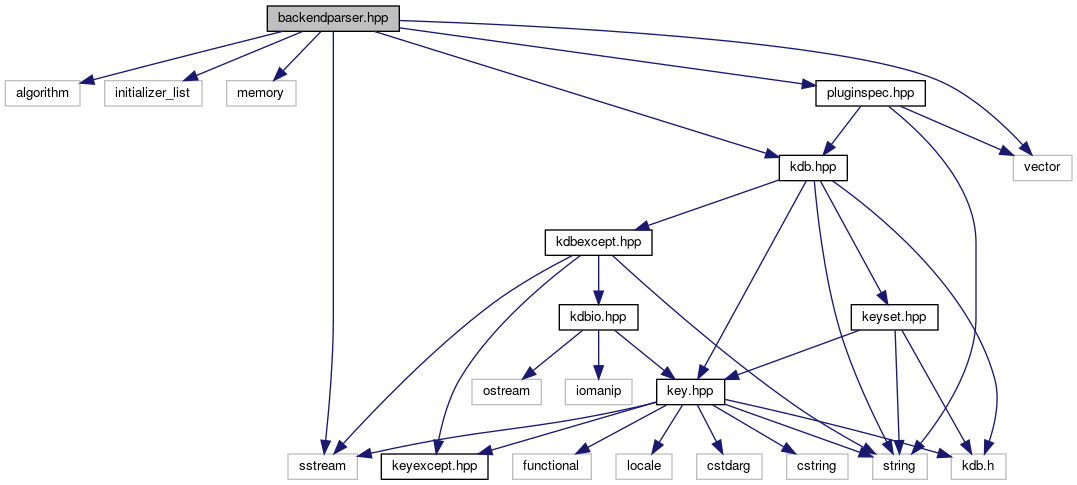 backendparser.hpp
algorithm
initializer_list
memory
pluginspec.hpp
kdb.hpp
vector
kdbexcept.hpp
kdbio.hpp
keyset.hpp
ostream
iomanip
key.hpp
sstream
keyexcept.hpp
functional
locale
cstdarg
cstring
string
kdb.h